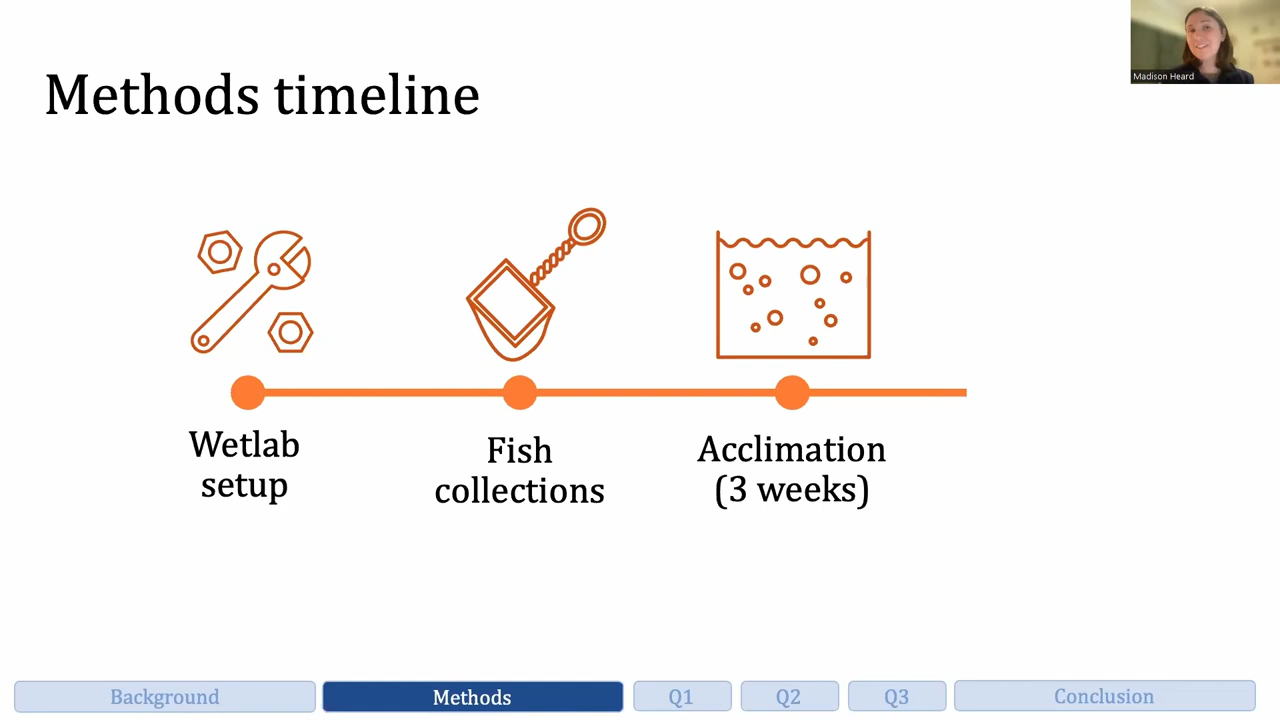 Madison Heard
Methods timeline
Wetlab
setup
Fish
collections
Acclimation
(3 weeks)
Background
Methods
Q1
Q2
Q3
Conclusion